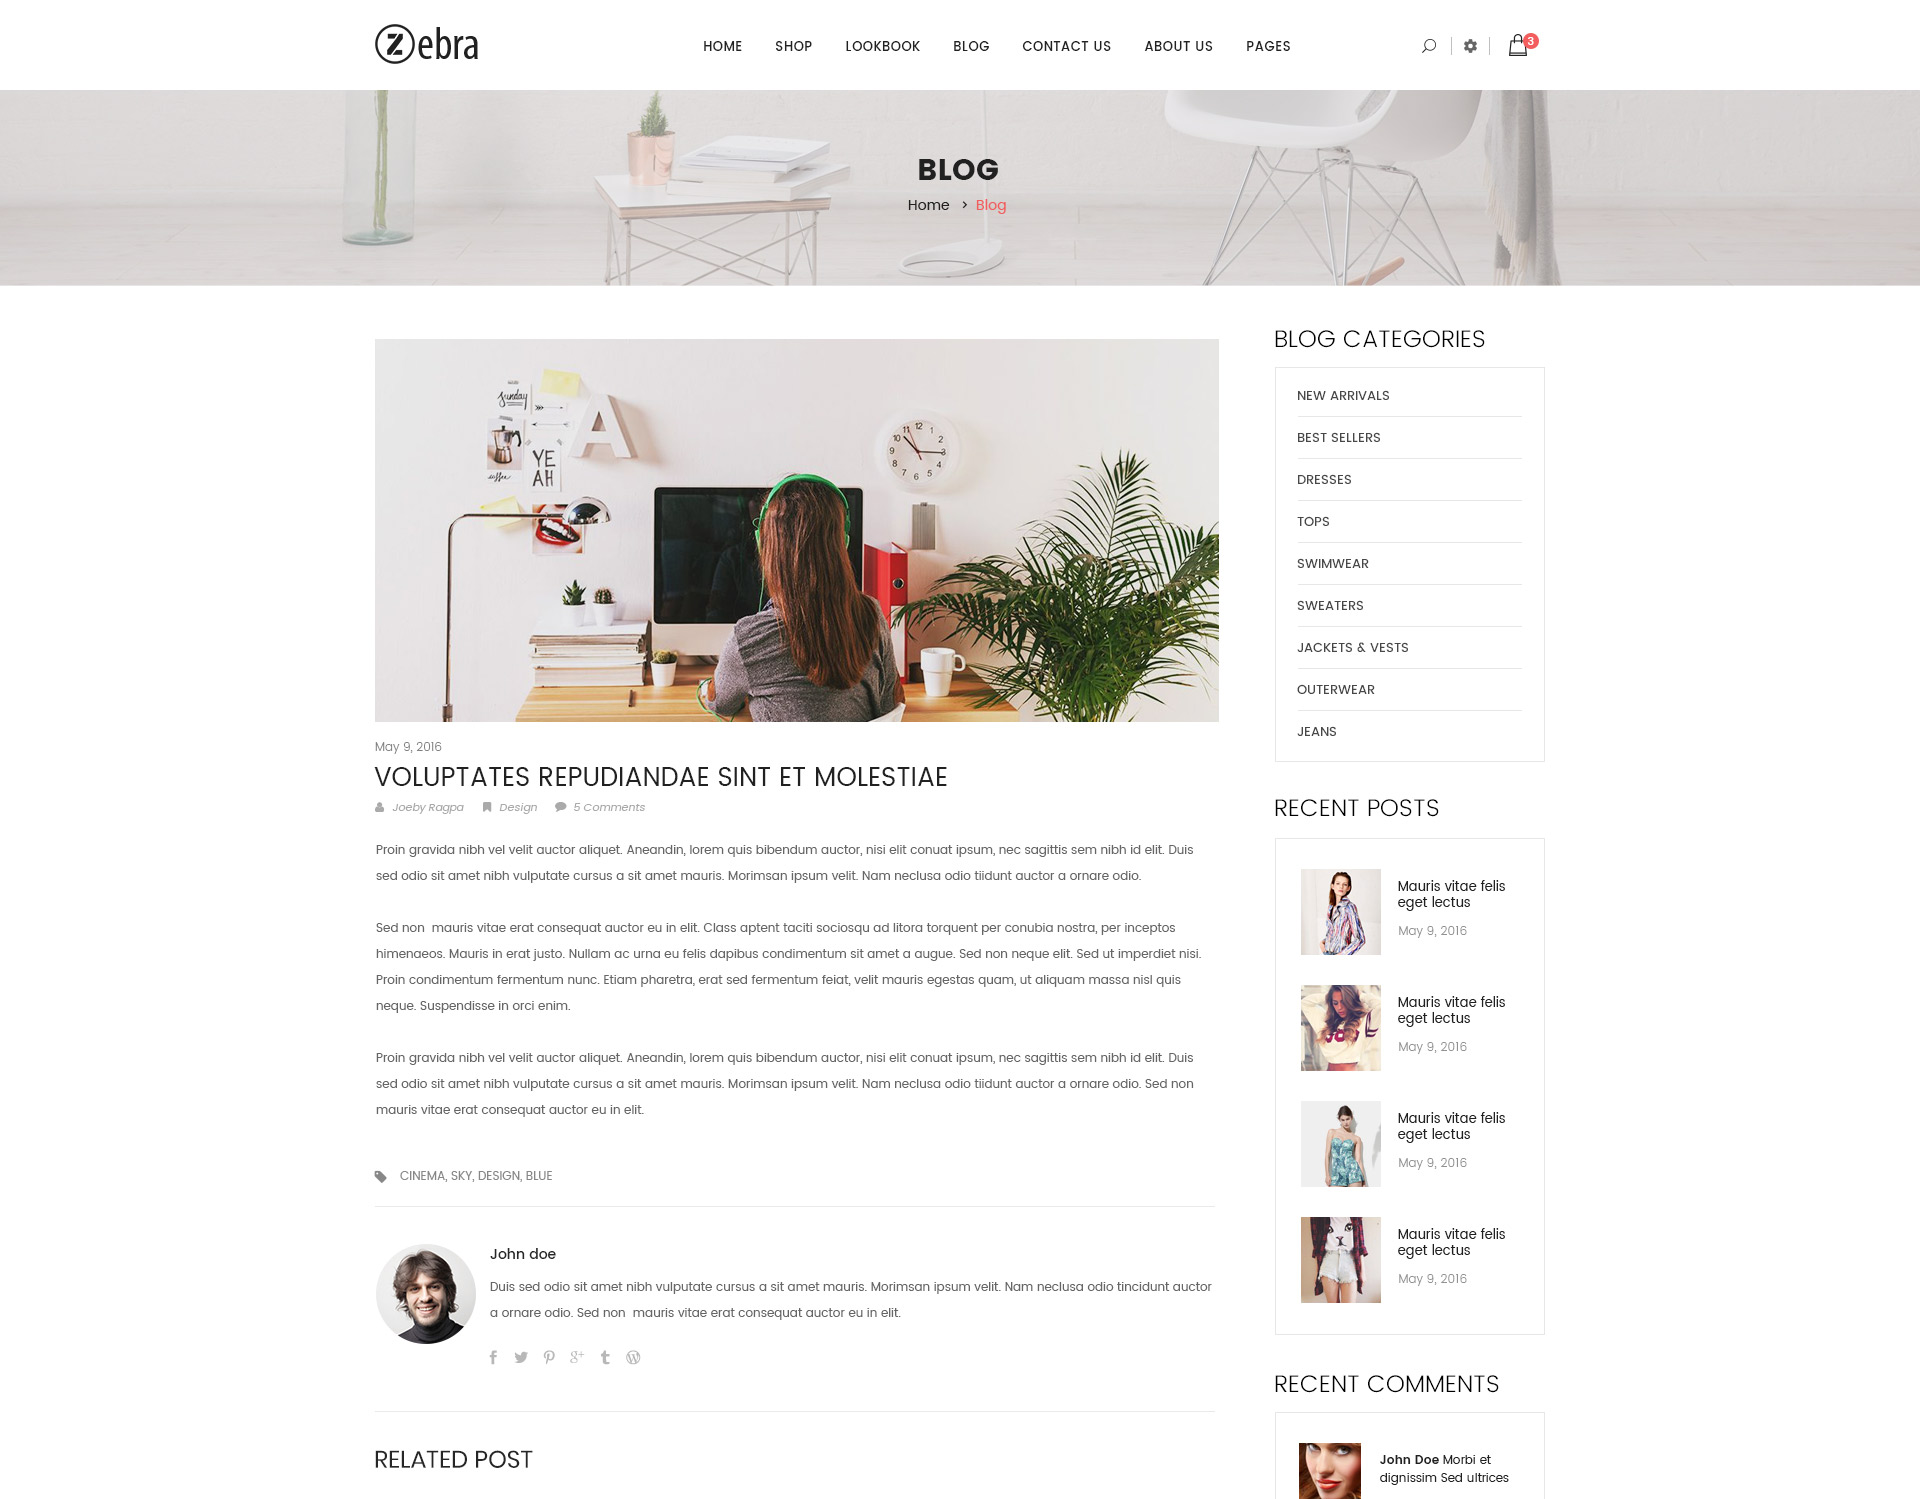 Zebra
HOME SHOP LOOKBOOK BLOG CONTACT US ABOUT US PAGES
3
BLOG
Home > Blog
sunday
A
YEAH
coffee
11 12 1
10 2
9 3
8 4
7 6 5
May 9, 2016
VOLUPTATES REPUDIANDAE SINT ET MOLESTIAE
Joeby Ragpa Design 5 Comments
Proin gravida nibh vel velit auctor aliquet. Aneandin, lorem quis bibendum auctor, nisi elit conuat ipsum, nec sagittis sem nibh id elit. Duis
sed odio sit amet nibh vulputate cursus a sit amet mauris. Morimsan ipsum velit. Nam neclusa odio tiidunt auctor a ornare odio.
Sed non mauris vitae erat consequat auctor eu in elit. Class aptent taciti sociosqu ad litora torquent per conubia nostra, per inceptos
himenaeos. Mauris in erat justo. Nullam ac urna eu felis dapibus condimentum sit amet a augue. Sed non neque elit. Sed ut imperdiet nisi.
Proin condimentum fermentum nunc. Etiam pharetra, erat sed fermentum feiat, velit mauris egestas quam, ut aliquam massa nisl quis
neque. Suspendisse in orci enim.
Proin gravida nibh vel velit auctor aliquet. Aneandin, lorem quis bibendum auctor, nisi elit conuat ipsum, nec sagittis sem nibh id elit. Duis
sed odio sit amet nibh vulputate cursus a sit amet mauris. Morimsan ipsum velit. Nam neclusa odio tiidunt auctor a ornare odio. Sed non
mauris vitae erat consequat auctor eu in elit.
CINEMA, SKY, DESIGN, BLUE
John doe
Duis sed odio sit amet nibh vulputate cursus a sit amet mauris. Morimsan ipsum velit. Nam neclusa odio tincidunt auctor
a ornare odio. Sed non mauris vitae erat consequat auctor eu in elit.
RELATED POST
BLOG CATEGORIES
NEW ARRIVALS
BEST SELLERS
DRESSES
TOPS
SWIMWEAR
SWEATERS
JACKETS & VESTS
OUTERWEAR
JEANS
RECENT POSTS
Mauris vitae felis
eget lectus
May 9, 2016
Mauris vitae felis
eget lectus
May 9, 2016
Mauris vitae felis
eget lectus
May 9, 2016
Mauris vitae felis
eget lectus
May 9, 2016
RECENT COMMENTS
John Doe Morbi et
dignissim Sed ultrices